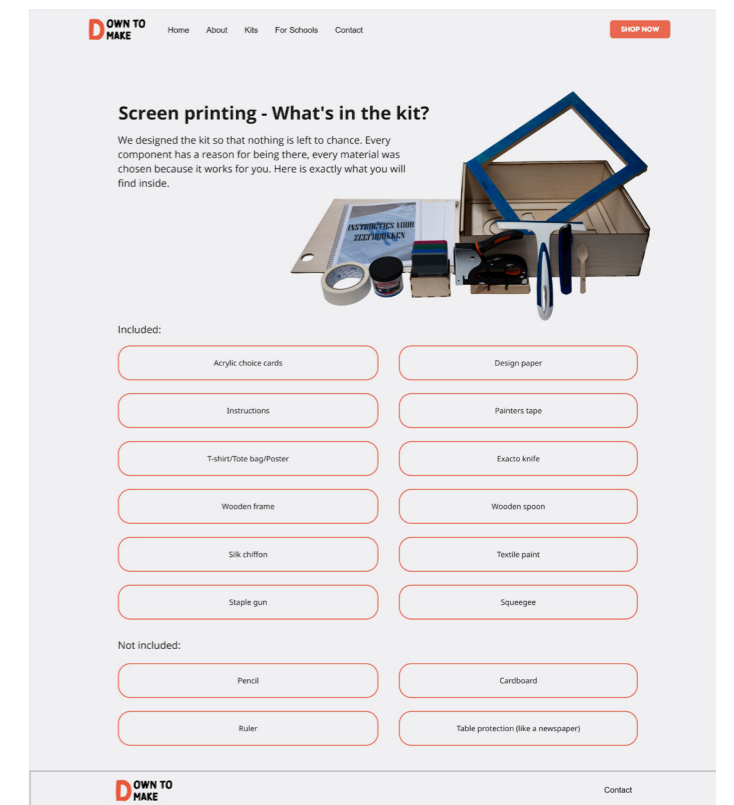 DOWN TO
MAKE
Home About Kits For Schools Contact
SHOP NOW
Screen printing - What's in the kit?
We designed the kit so that nothing is left to chance. Every
component has a reason for being there, every material was
chosen because it works for you. Here is exactly what you will
find inside.
INSTRUCTIES VOOR
ZEEFDRUKKEN
Included:
Acrylic choice cards
Design paper
Instructions
Painters tape
T-shirt/Tote bag/Poster
Exacto knife
Wooden frame
Wooden spoon
Silk chiffon
Textile paint
Staple gun
Squeegee
Not included:
Pencil
Cardboard
Ruler
Table protection (like a newspaper)
DOWN TO
MAKE
Contact